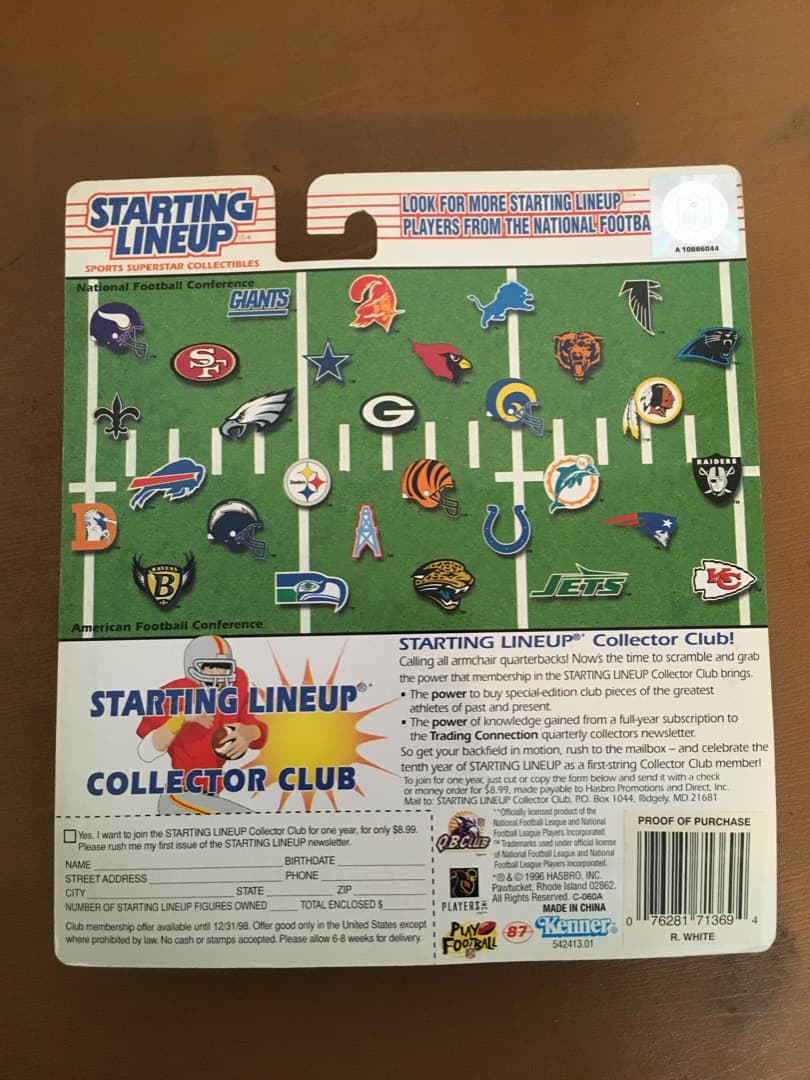 STARTING
LINEUP®*
SPORTS SUPERSTAR COLLECTIBLES
LOOK FOR MORE STARTING LINEUP
PLAYERS FROM THE NATIONAL FOOTBA
A 10886044
National Football Conference
GIANTS
SF
G
Steelers
RAIDERS
D
RAVENS
B
JETS
KC
American Football Conference
STARTING LINEUP®*
COLLECTOR CLUB
STARTING LINEUP®* Collector Club!
Calling all armchair quarterbacks! Now's the time to scramble and grab
the power that membership in the STARTING LINEUP Collector Club brings.
▪ The power to buy special-edition club pieces of the greatest
athletes of past and present.
▪ The power of knowledge gained from a full-year subscription to
the Trading Connection quarterly collectors newsletter.
So get your backfield in motion, rush to the mailbox – and celebrate the
tenth year of STARTING LINEUP as a first-string Collector Club member!
To join for one year, just cut or copy the form below and send it with a check
or money order for $8.99, made payable to Hasbro Promotions and Direct, Inc.
Mail to: STARTING LINEUP Collector Club, P.O. Box 1044, Ridgely, MD 21681
Yes, I want to join the STARTING LINEUP Collector Club for one year, for only $8.99.
Please rush me my first issue of the STARTING LINEUP newsletter.
NAME BIRTHDATE
STREET ADDRESS PHONE
CITY STATE ZIP
NUMBER OF STARTING LINEUP FIGURES OWNED TOTAL ENCLOSED $
Club membership offer available until 12/31/98. Offer good only in the United States except
where prohibited by law. No cash or stamps accepted. Please allow 6-8 weeks for delivery.
QB CLUB
PLAYERS
PLAY
FOOTBALL
NFL
**Officially licensed product of the
National Football League and National
Football League Players Incorporated.
™ Trademarks used under official license
of National Football League and National
Football League Players Incorporated.
*® & © 1996 HASBRO, INC.
Pawtucket, Rhode Island 02862.
All Rights Reserved. C-060A
MADE IN CHINA
87
Kenner®
542413.01
PROOF OF PURCHASE
0 76281 71369 4
R. WHITE